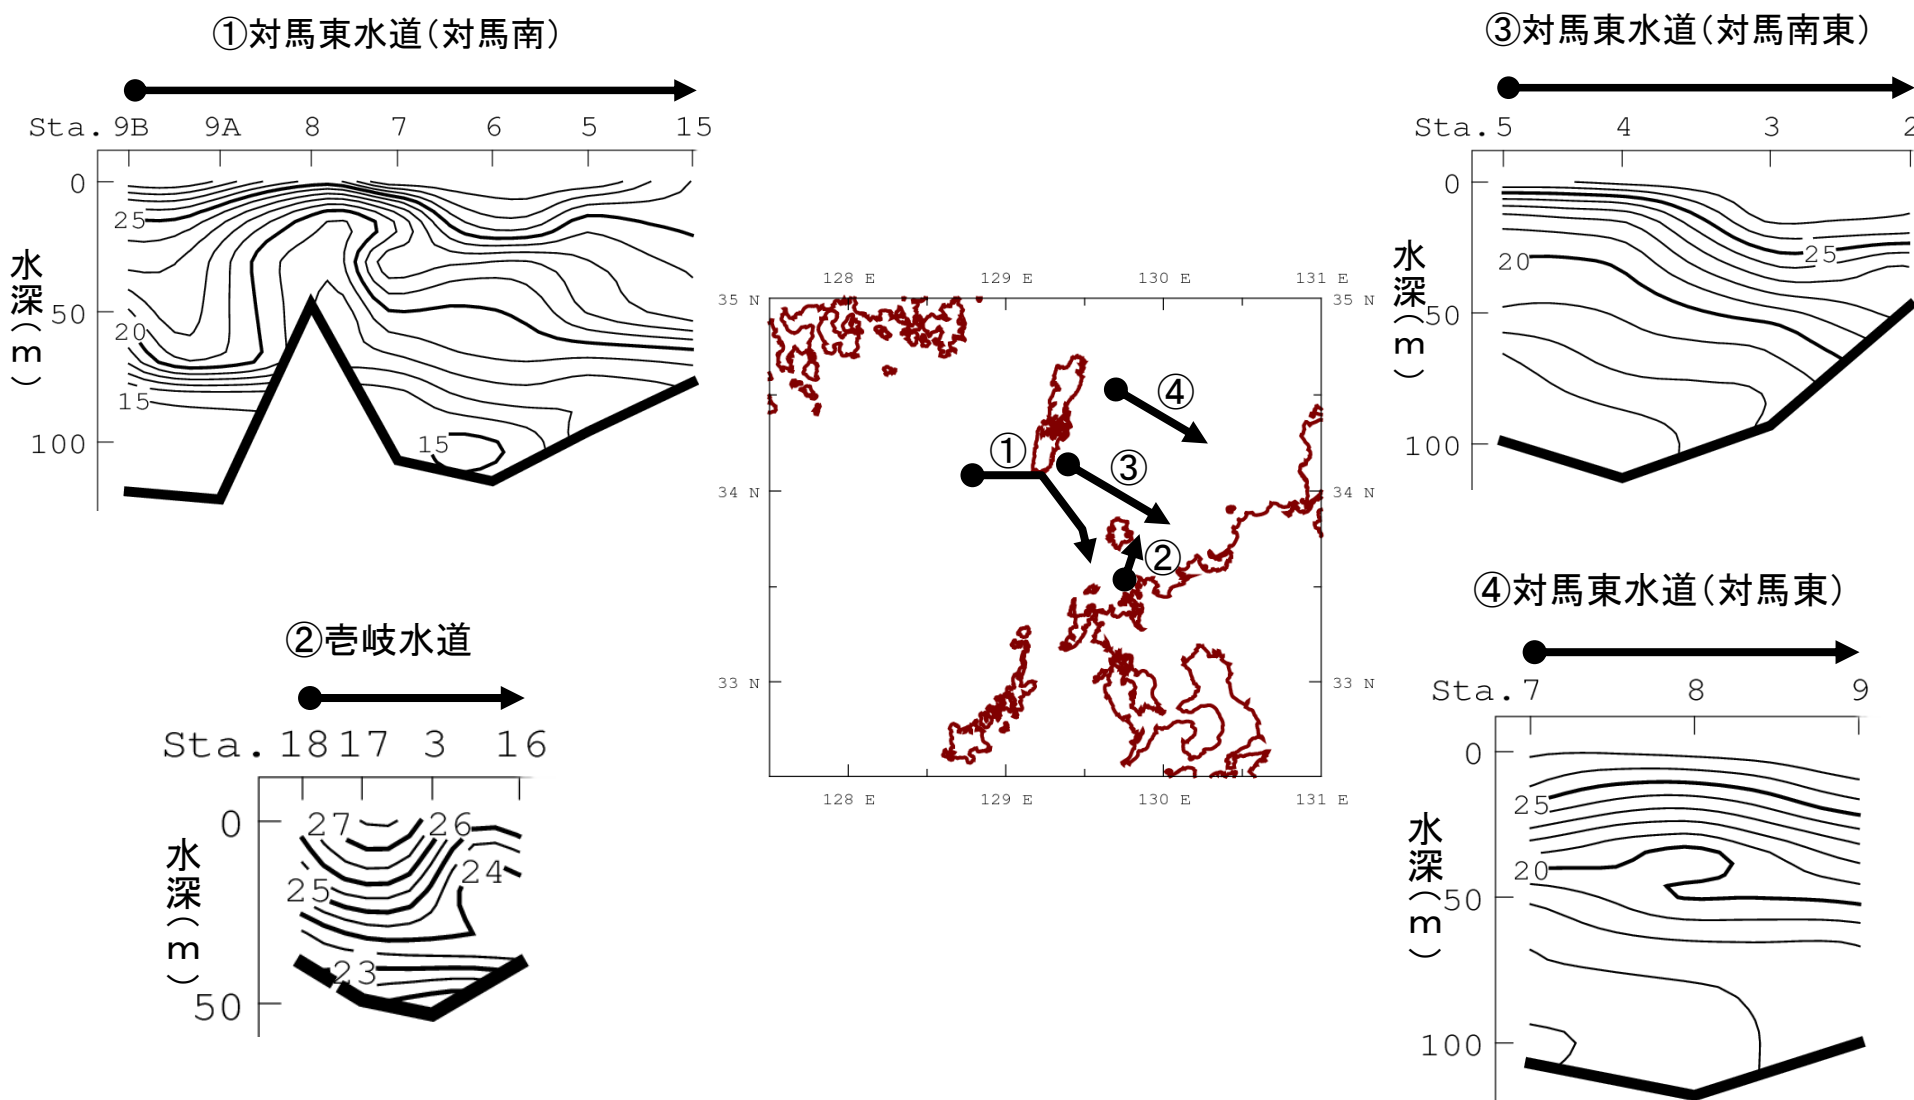 ①対馬東水道(対馬南)
Sta. 9B 9A 8 7 6 5 15
0
25
50
20
15
100
15
水深(m)
②壱岐水道
Sta. 18 17 3 16
0
27 26
24
25
23
50
水深(m)
128 E 129 E 130 E 131 E
35 N 35 N
④
①
③
34 N 34 N
②
33 N 33 N
128 E 129 E 130 E 131 E
③対馬東水道(対馬南東)
Sta. 5 4 3 2
0
25
20
50
100
水深(m)
④対馬東水道(対馬東)
Sta. 7 8 9
0
25
20
50
100
水深(m)